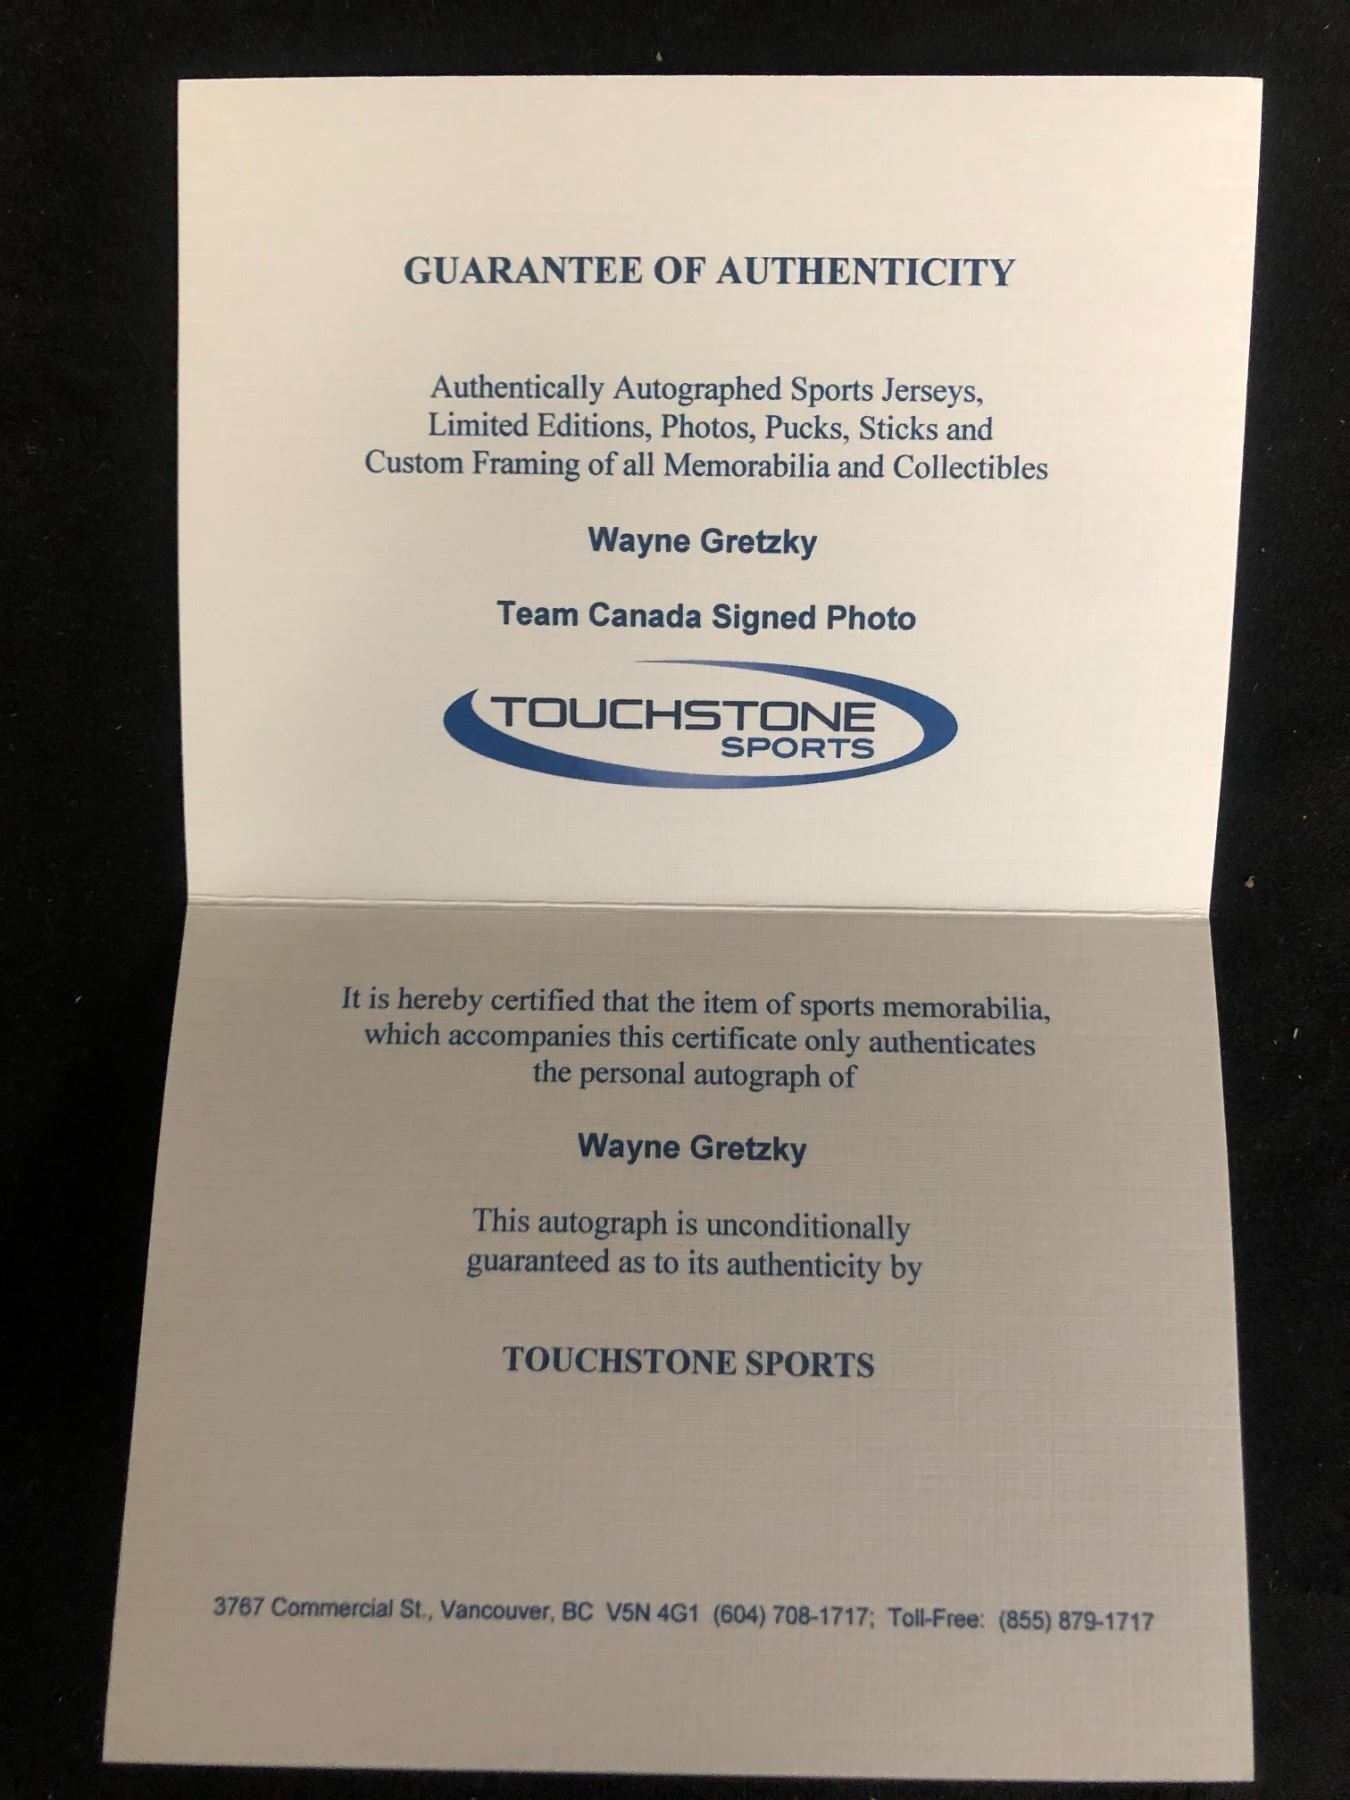 GUARANTEE OF AUTHENTICITY
Authentically Autographed Sports Jerseys,
Limited Editions, Photos, Pucks, Sticks and
Custom Framing of all Memorabilia and Collectibles
Wayne Gretzky
Team Canada Signed Photo
TOUCHSTONE
SPORTS
It is hereby certified that the item of sports memorabilia,
which accompanies this certificate only authenticates
the personal autograph of
Wayne Gretzky
This autograph is unconditionally
guaranteed as to its authenticity by
TOUCHSTONE SPORTS
3767 Commercial St., Vancouver, BC V5N 4G1 (604) 708-1717; Toll-Free: (855) 879-1717